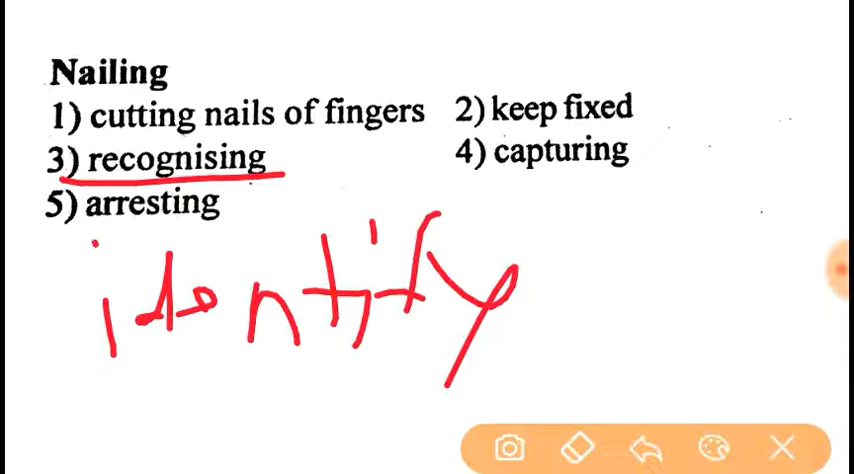 Nailing
1) cutting nails of fingers 2) keep fixed
3) recognising 4) capturing
5) arresting
identify